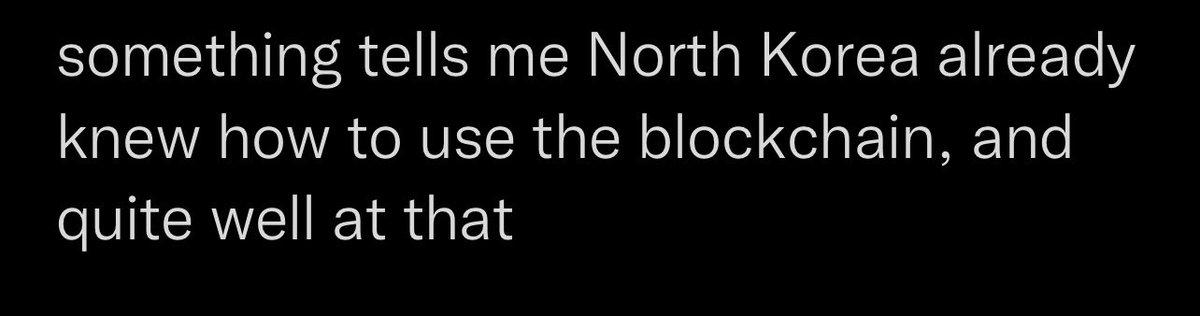 something tells me North Korea already
knew how to use the blockchain, and
quite well at that